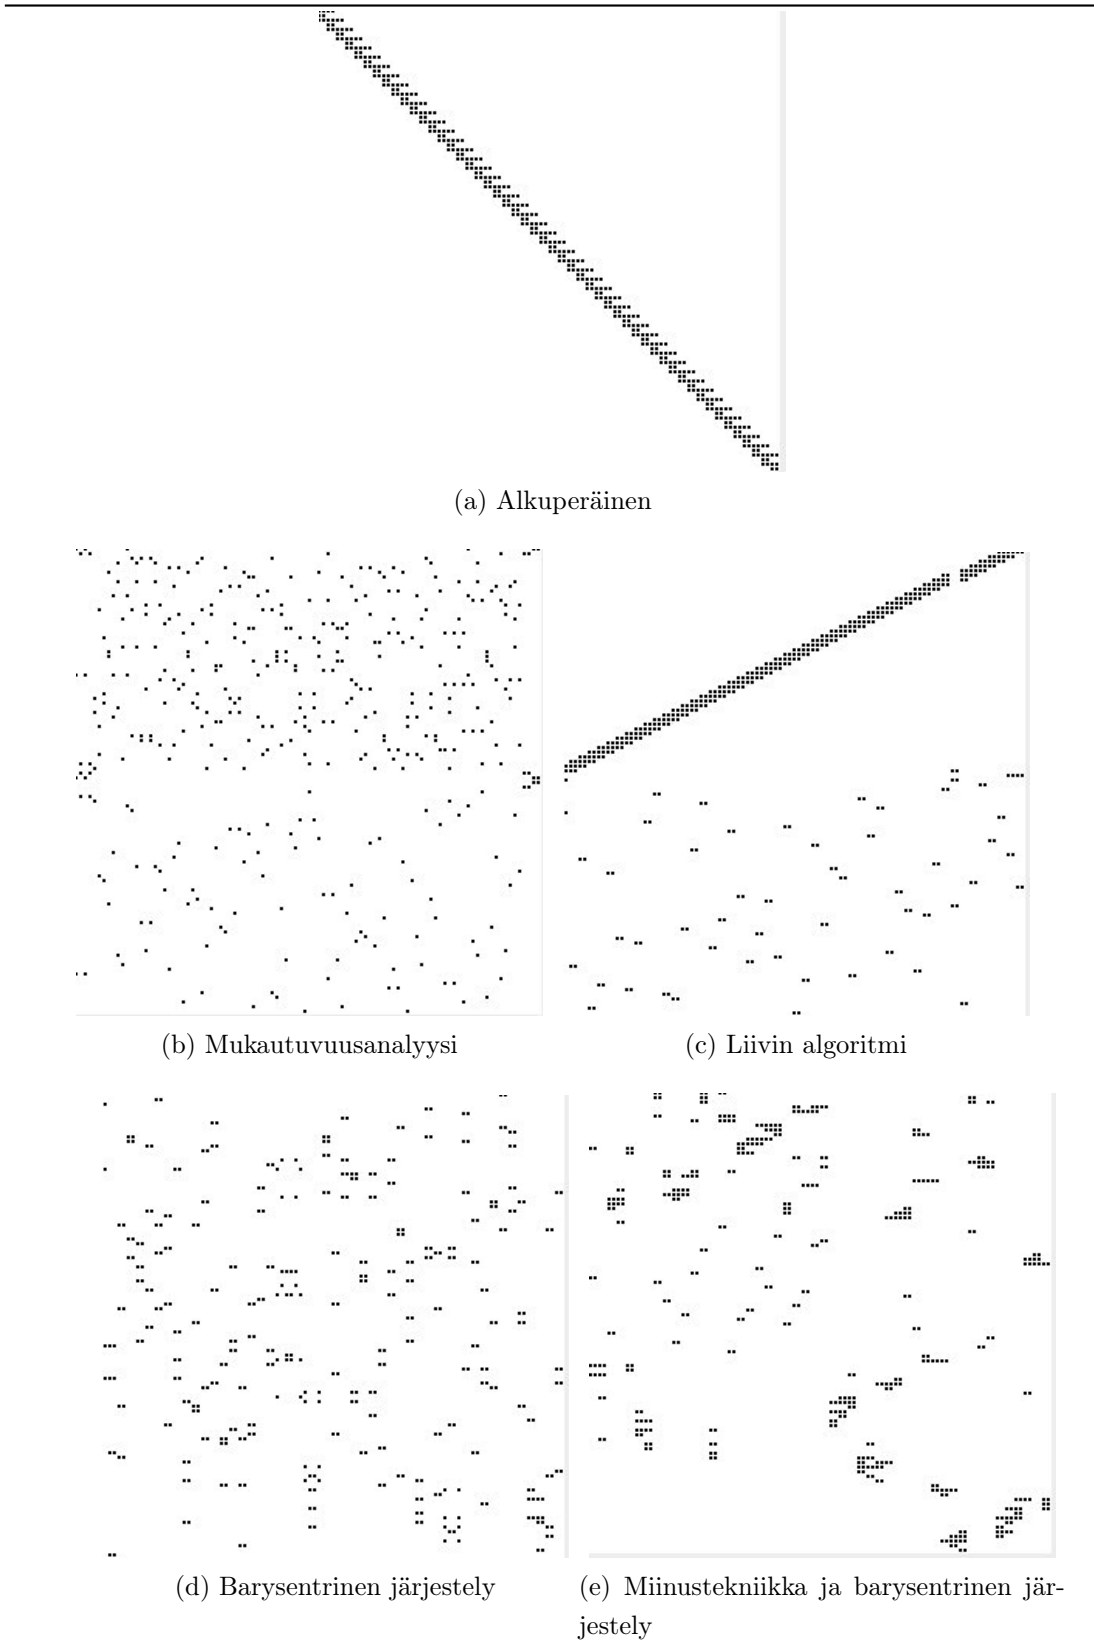 (a) Alkuperäinen
(b) Mukautuvuusanalyysi
(c) Liivin algoritmi
(d) Barysentrinen järjestely
(e) Miinustekniikka ja barysentrinen jär-
jestely